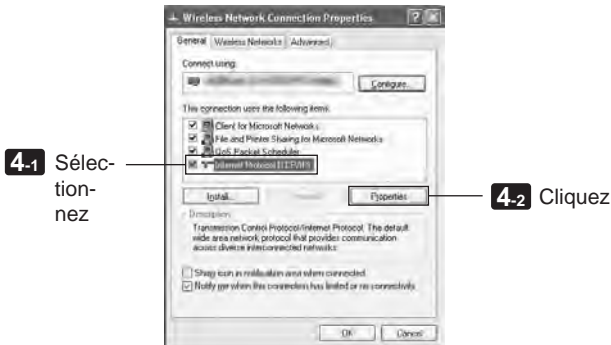 Wireless Network Connection Properties
General Wireless Networks Advanced
Connect using:
Configure...
This connection uses the following items:
Client for Microsoft Networks
File and Printer Sharing for Microsoft Networks
QoS Packet Scheduler
Internet Protocol (TCP/IP)
4-1 Sélec-
tion-
nez
Install... Properties
4-2 Cliquez
Description
Transmission Control Protocol/Internet Protocol. The default
wide area network protocol that provides communication
across diverse interconnected networks.
Show icon in notification area when connected
Notify me when this connection has limited or no connectivity
OK Cancel